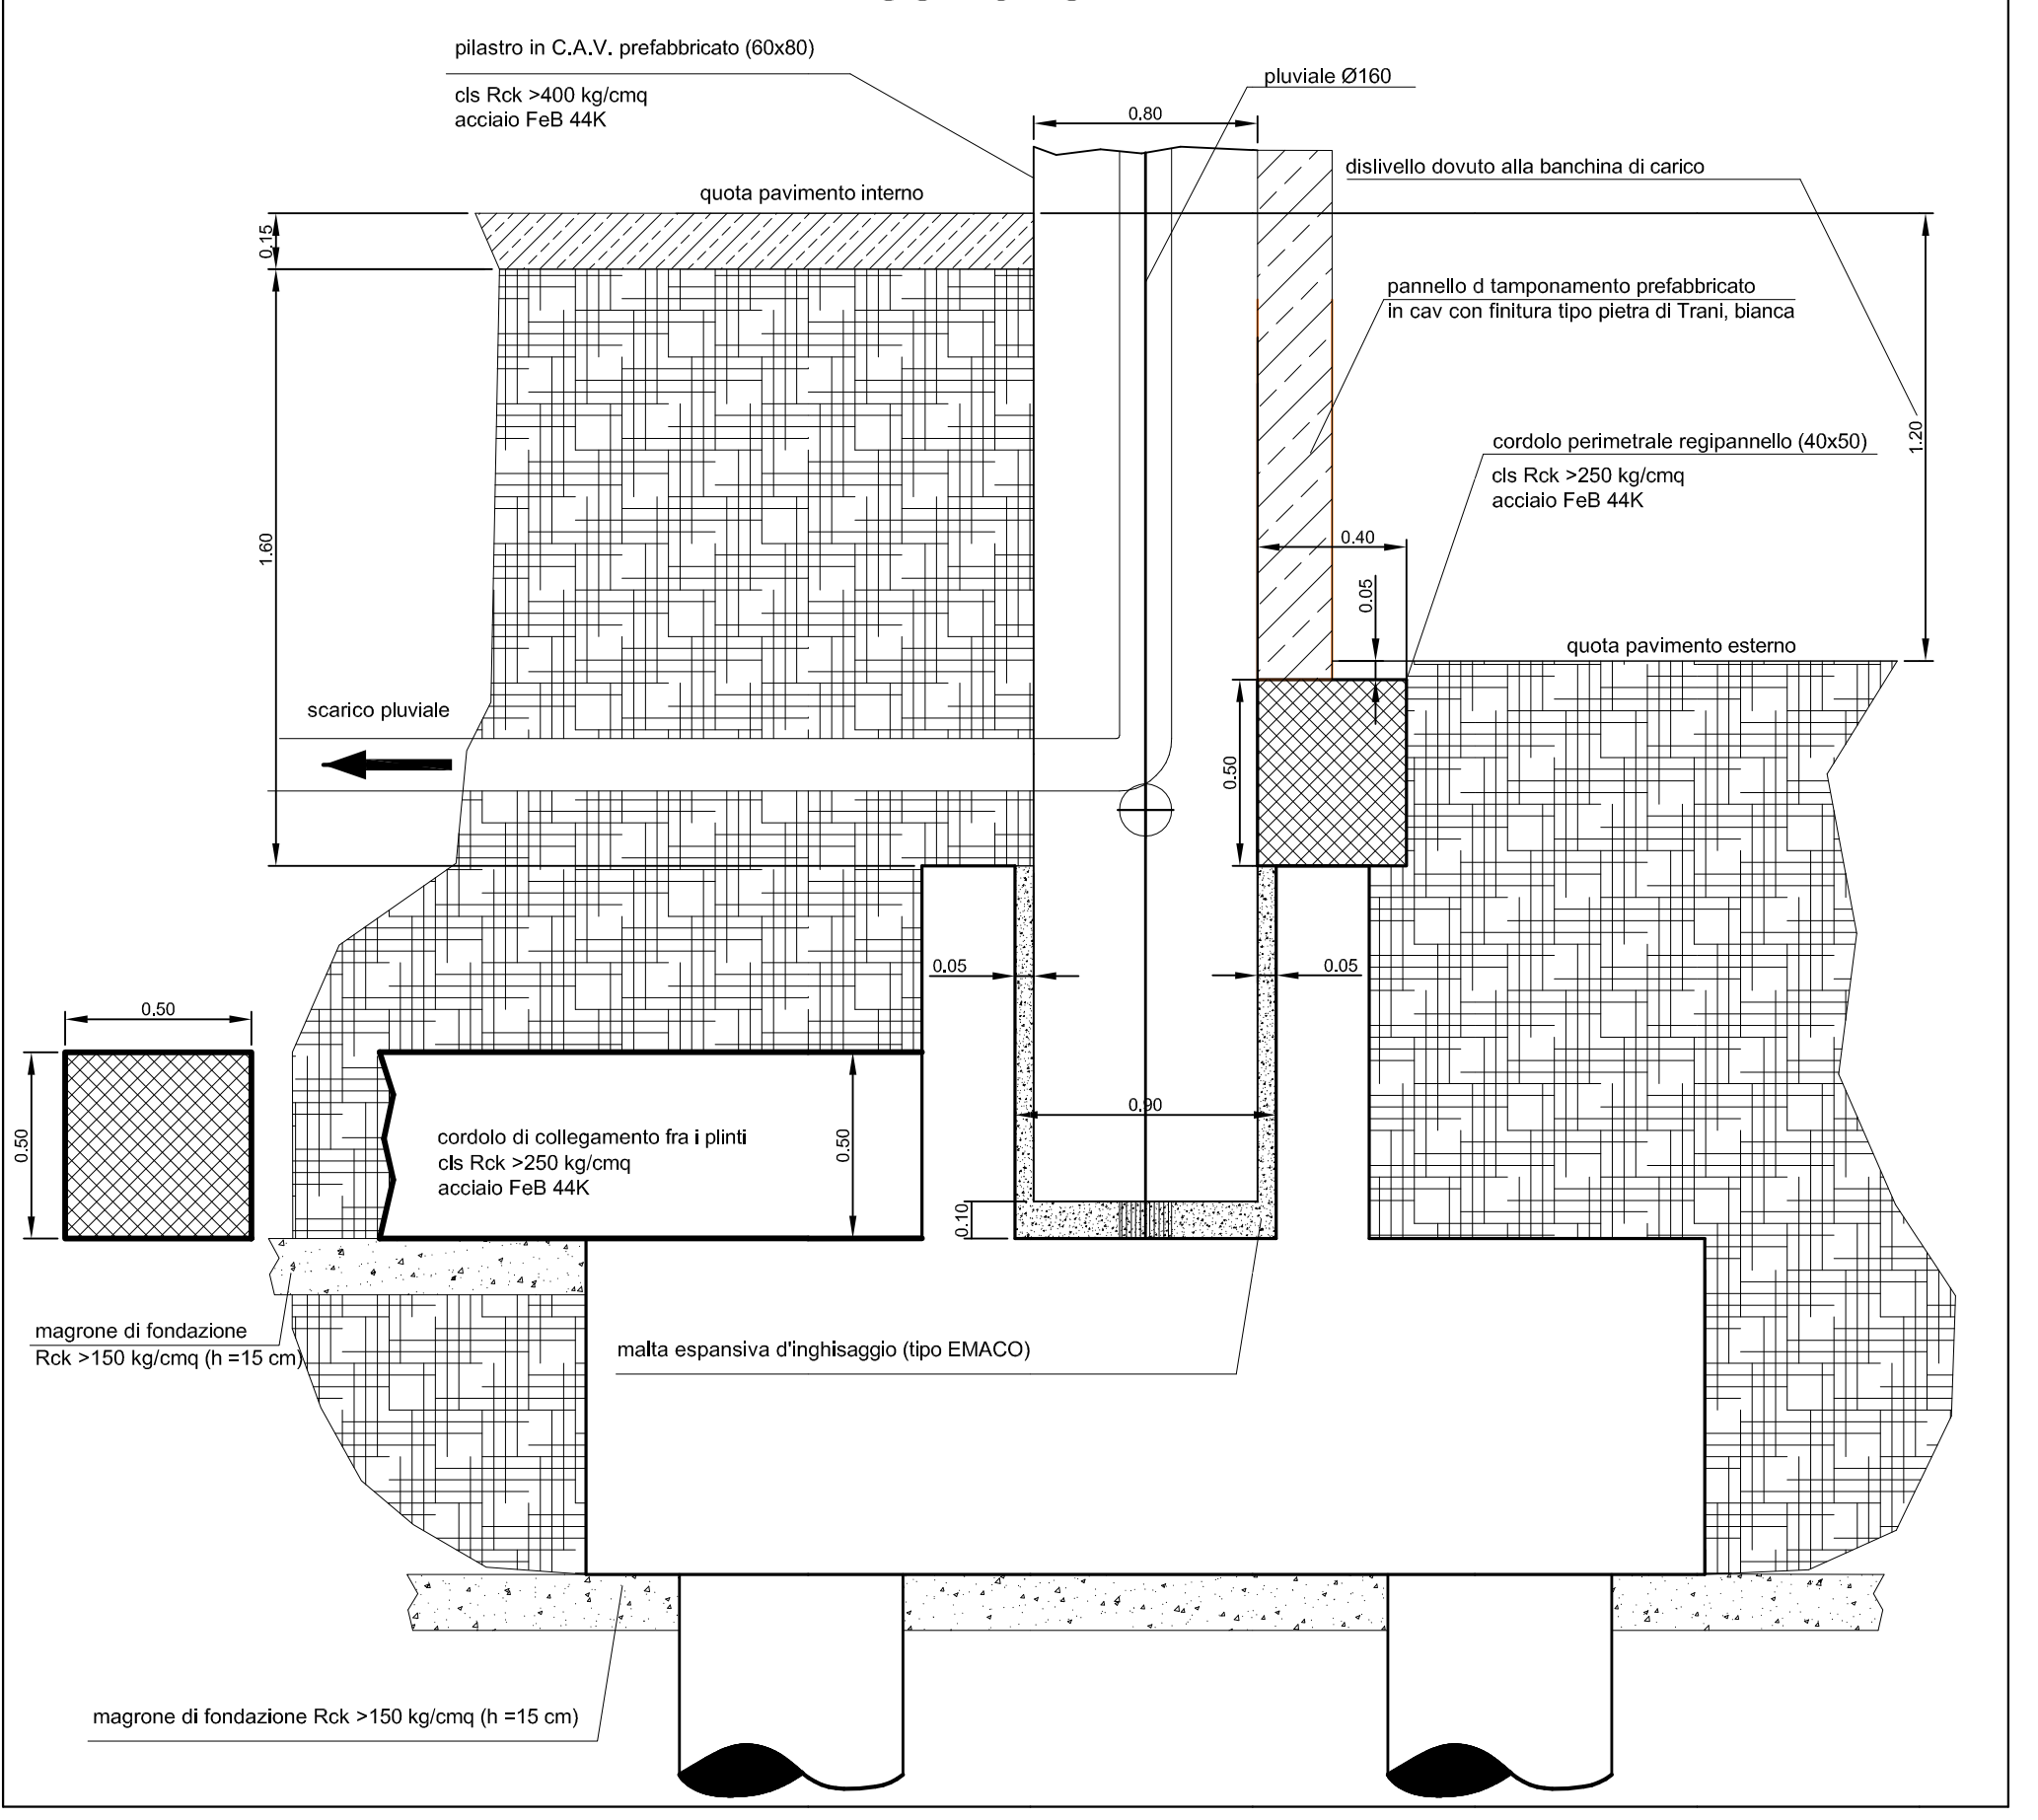 pilastro in C.A.V. prefabbricato (60x80)
cls Rck >400 kg/cmq
acciaio FeB 44K
pluviale Ø160
0.80
dislivello dovuto alla banchina di carico
quota pavimento interno
0.15
pannello d tamponamento prefabbricato
in cav con finitura tipo pietra di Trani, bianca
1.20
cordolo perimetrale regipannello (40x50)
cls Rck >250 kg/cmq
acciaio FeB 44K
1.60
0.40
0.05
quota pavimento esterno
scarico pluviale
0.50
0.05
0.05
0.50
0.50
0.90
cordolo di collegamento fra i plinti
cls Rck >250 kg/cmq
acciaio FeB 44K
0.50
0.10
magrone di fondazione
Rck >150 kg/cmq (h =15 cm)
malta espansiva d'inghisaggio (tipo EMACO)
magrone di fondazione Rck >150 kg/cmq (h =15 cm)